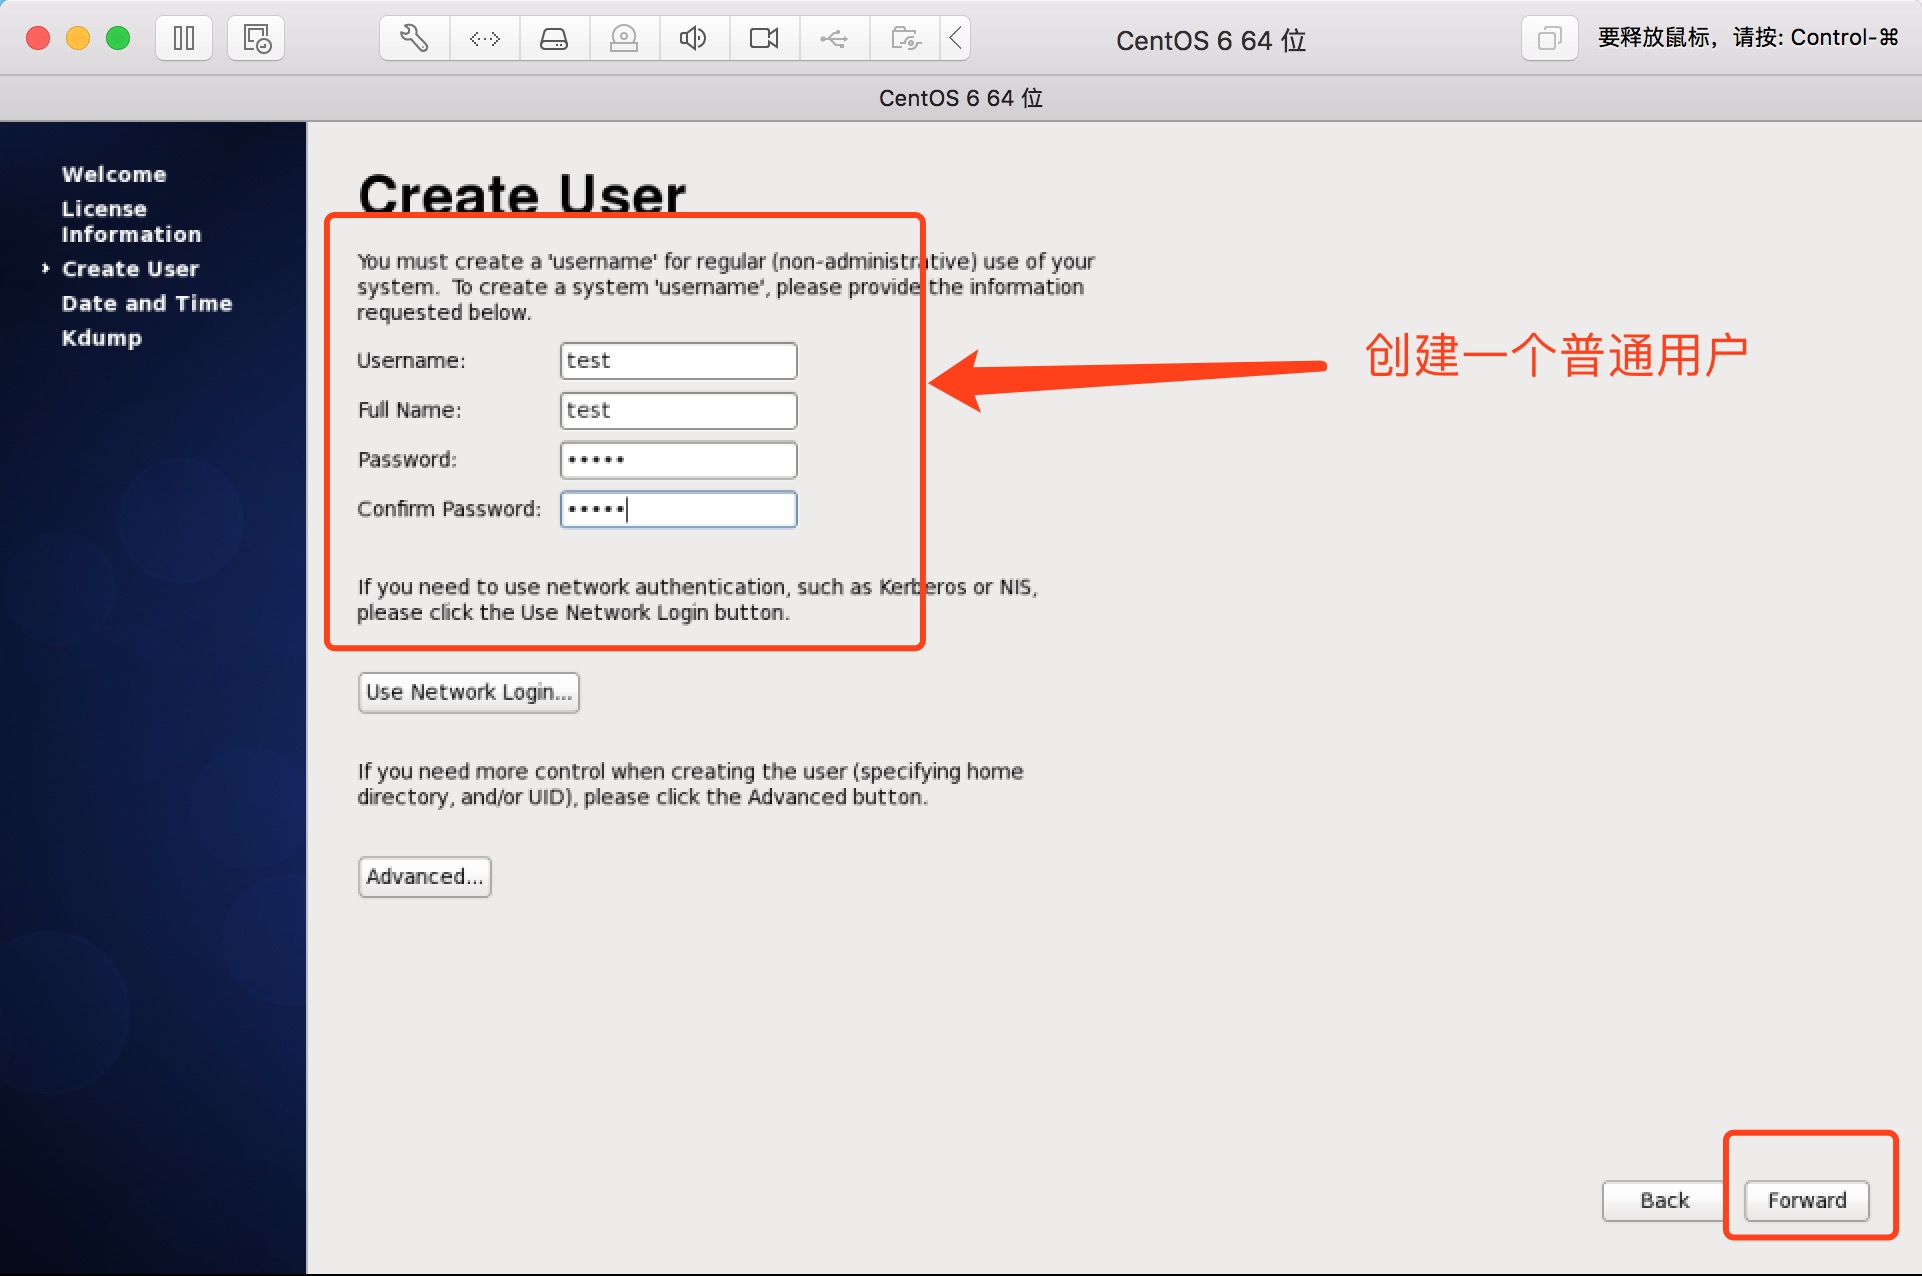 CentOS 6 64 位
要释放鼠标，请按: Control-⌘
CentOS 6 64 位
Welcome
License
Information
Create User
Date and Time
Kdump
Create User
You must create a 'username' for regular (non-administrative) use of your
system.  To create a system 'username', please provide the information
requested below.
Username: test
Full Name: test
Password: •••••
Confirm Password: •••••
创建一个普通用户
If you need to use network authentication, such as Kerberos or NIS,
please click the Use Network Login button.
Use Network Login...
If you need more control when creating the user (specifying home
directory, and/or UID), please click the Advanced button.
Advanced...
Back
Forward